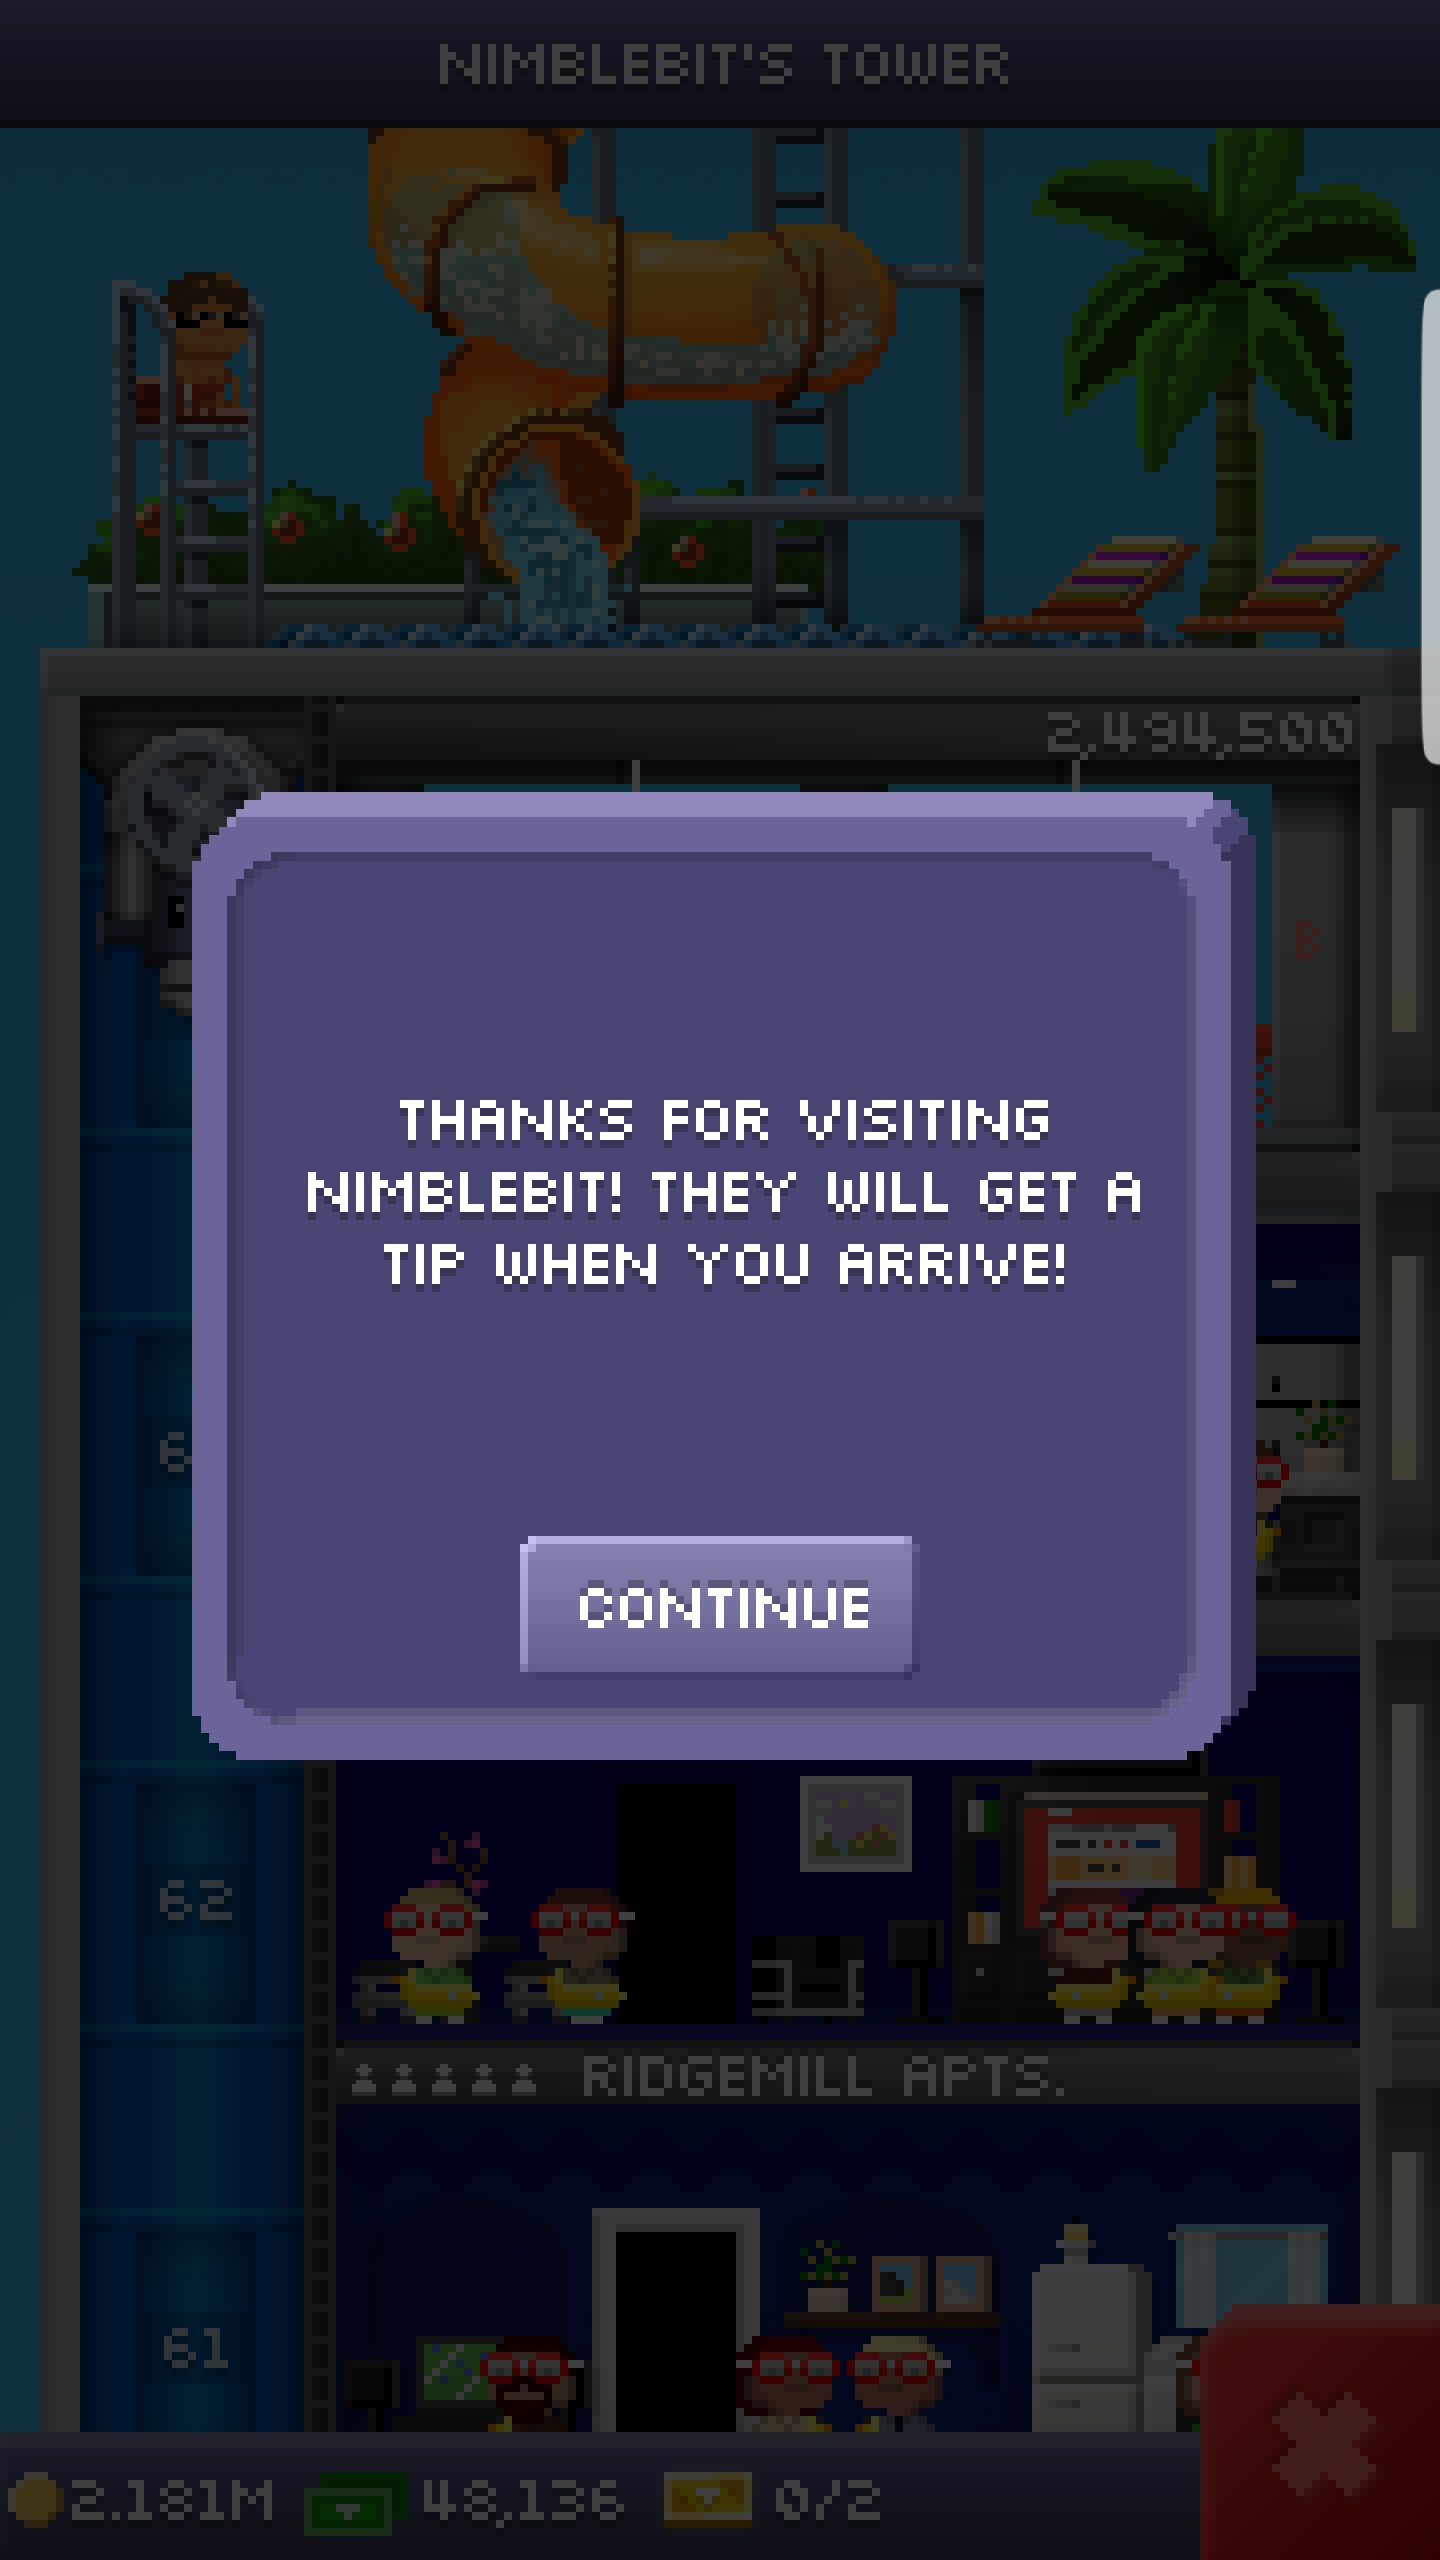 NIMBLEBIT'S TOWER
2,494,500
B
THANKS FOR VISITING
NIMBLEBIT! THEY WILL GET A
TIP WHEN YOU ARRIVE!
CONTINUE
62
RIDGEMILL APTS.
61
2.181M 48,136 0/2